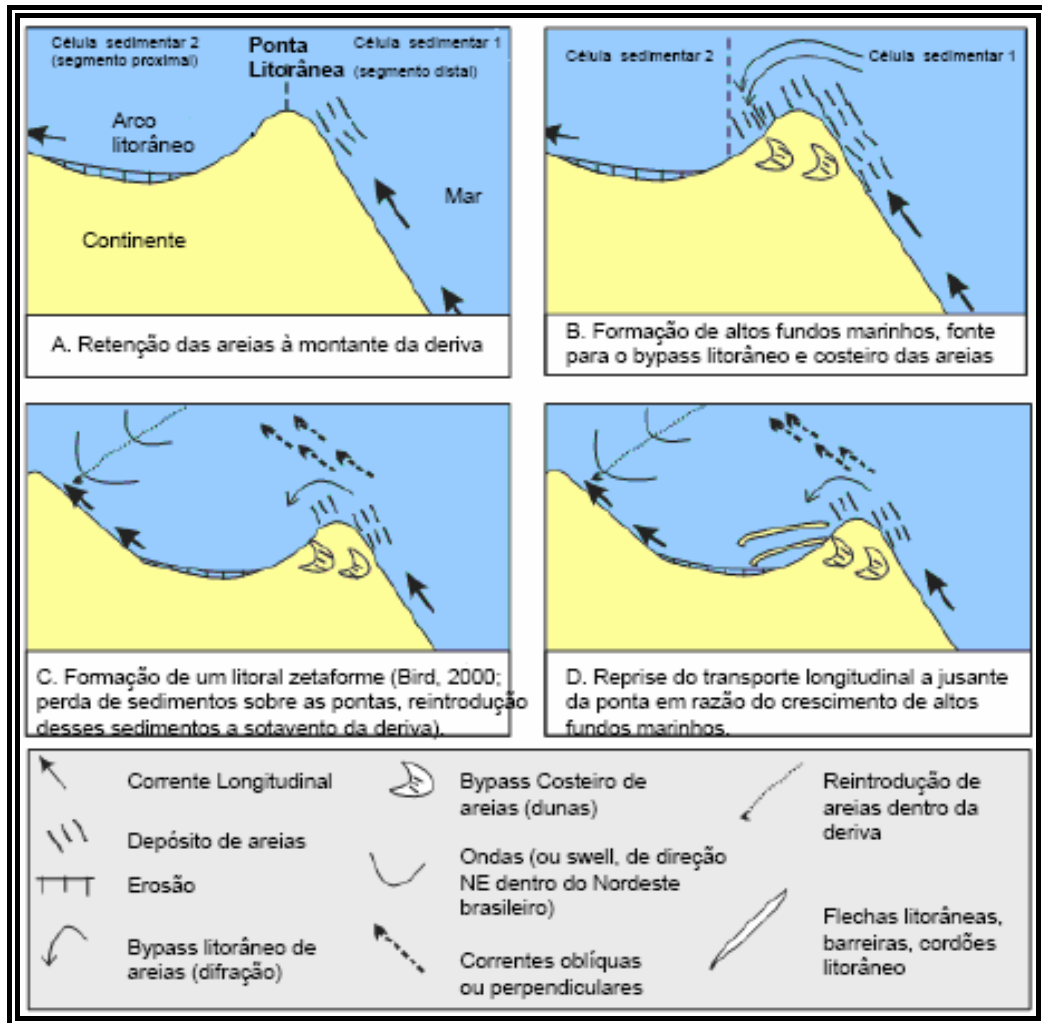 Célula sedimentar 2
(segmento proximal)
Ponta
Litorânea
Célula sedimentar 1
(segmento distal)
Arco
litorâneo
Mar
Continente
A. Retenção das areias à montante da deriva
Célula sedimentar 2
Célula sedimentar 1
B. Formação de altos fundos marinhos, fonte
para o bypass litorâneo e costeiro das areias
C. Formação de um litoral zetaforme (Bird, 2000;
perda de sedimentos sobre as pontas, reintrodução
desses sedimentos a sotavento da deriva).
D. Reprise do transporte longitudinal a jusante
da ponta em razão do crescimento de altos
fundos marinhos.
Corrente Longitudinal
Depósito de areias
Erosão
Bypass litorâneo de
areias (difração)
Bypass Costeiro de
areias (dunas)
Ondas (ou swell, de direção
NE dentro do Nordeste
brasileiro)
Correntes oblíquas
ou perpendiculares
Reintrodução de
areias dentro da
deriva
Flechas litorâneas,
barreiras, cordões
litorâneo